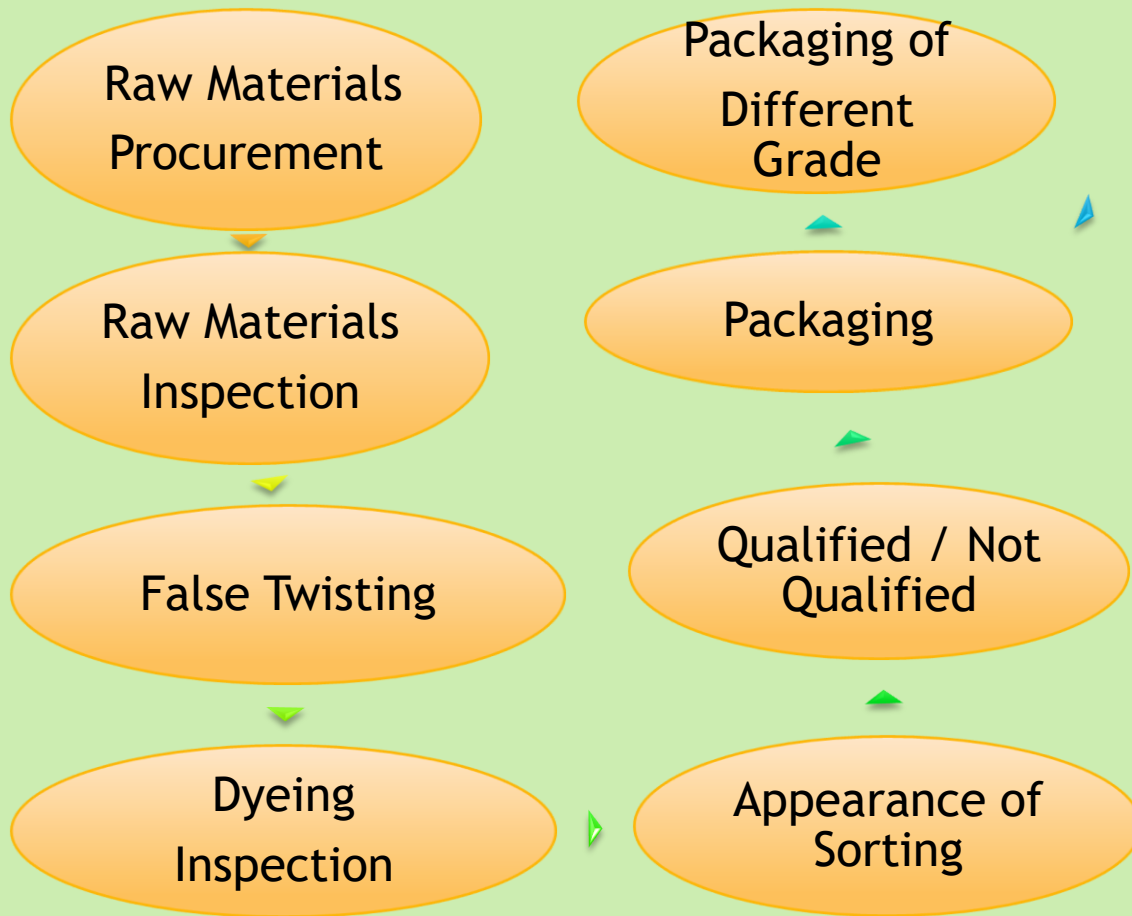 Raw Materials
Procurement
Raw Materials
Inspection
False Twisting
Dyeing
Inspection
Appearance of
Sorting
Qualified / Not
Qualified
Packaging
Packaging of
Different
Grade